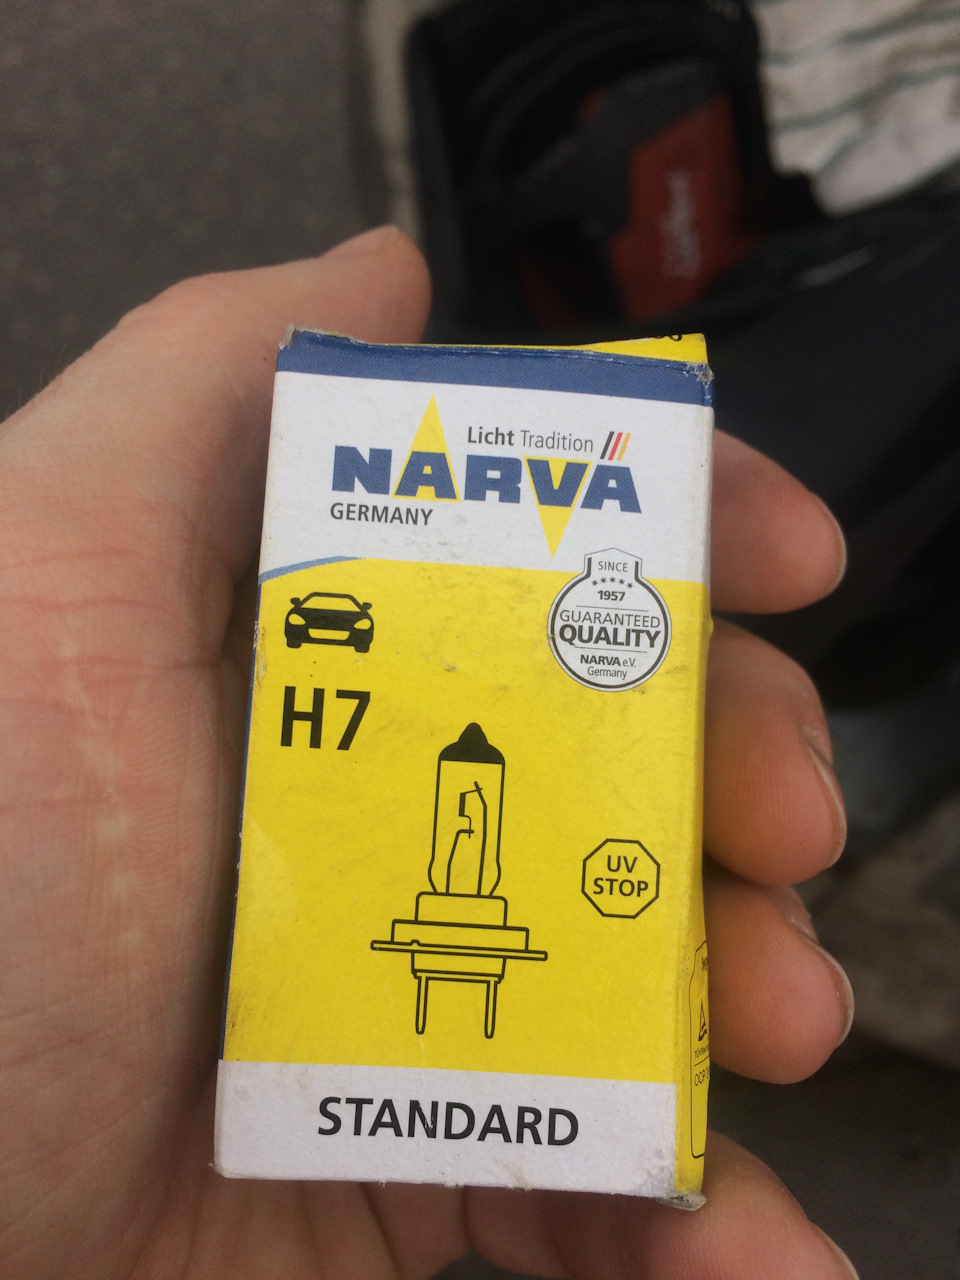 Licht Tradition
NARVA
GERMANY
SINCE
1957
GUARANTEED
QUALITY
NARVA e.V.
Germany
H7
UV
STOP
STANDARD